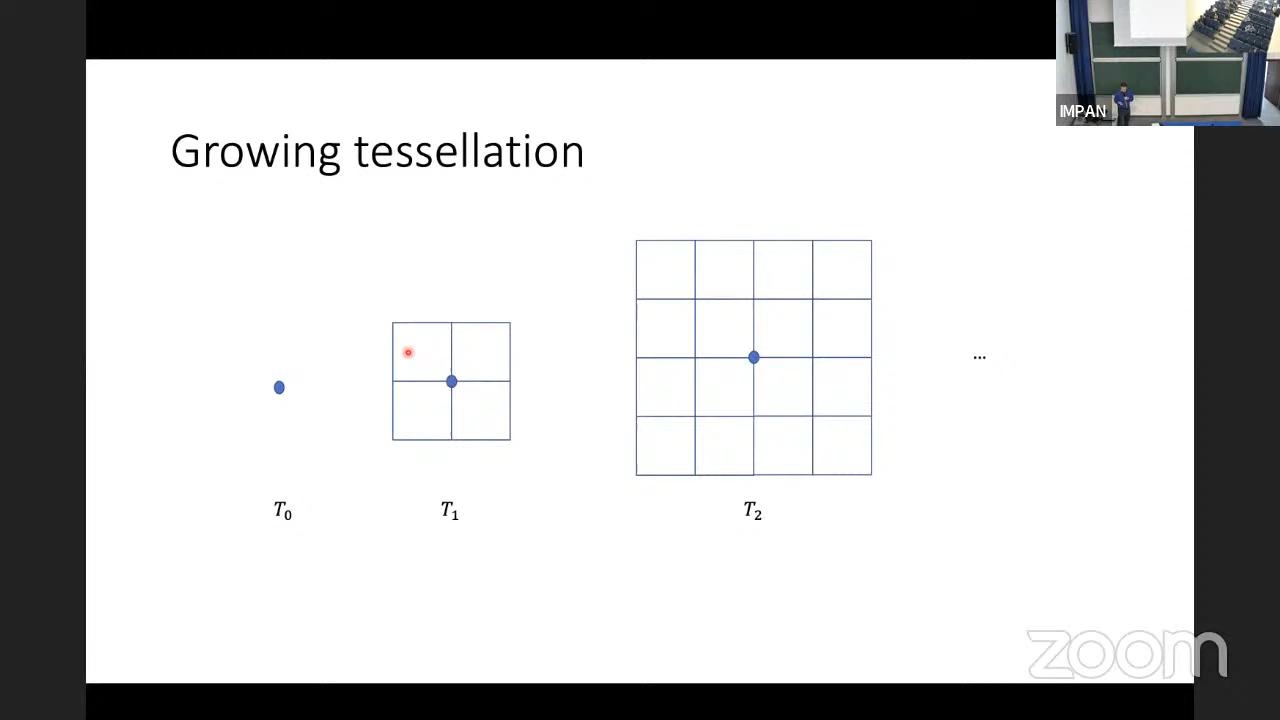 IMPAN
Growing tessellation
...
T₀
T₁
T₂
zoom